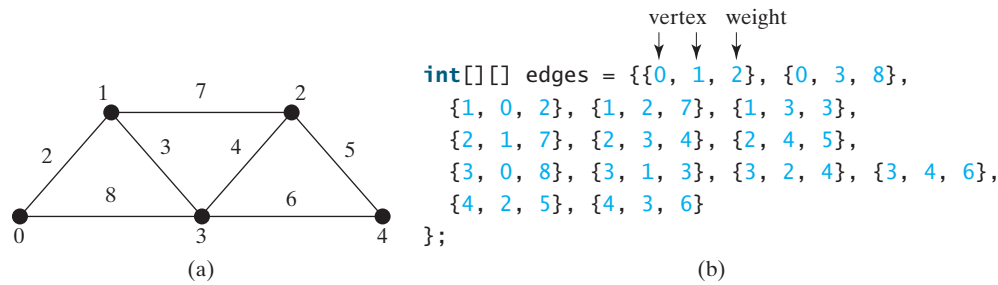 1
7
2
2
3
4
5
8
6
0
3
4
(a)
vertex weight
int[][] edges = {{0, 1, 2}, {0, 3, 8},
{1, 0, 2}, {1, 2, 7}, {1, 3, 3},
{2, 1, 7}, {2, 3, 4}, {2, 4, 5},
{3, 0, 8}, {3, 1, 3}, {3, 2, 4}, {3, 4, 6},
{4, 2, 5}, {4, 3, 6}
};
(b)